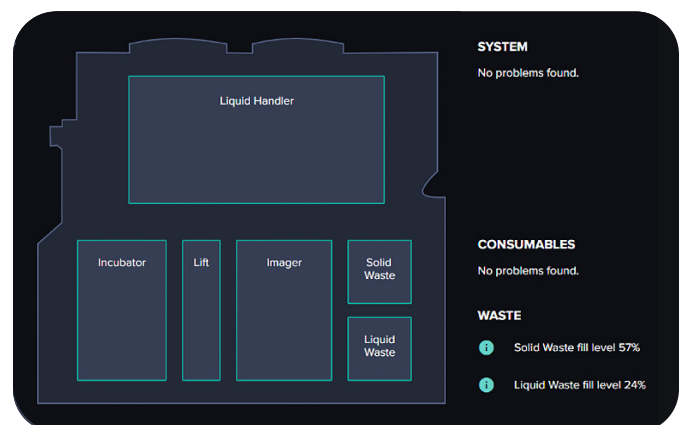 Liquid Handler
Incubator
Lift
Imager
Solid
Waste
Liquid
Waste
SYSTEM
No problems found.
CONSUMABLES
No problems found.
WASTE
Solid Waste fill level 57%
Liquid Waste fill level 24%